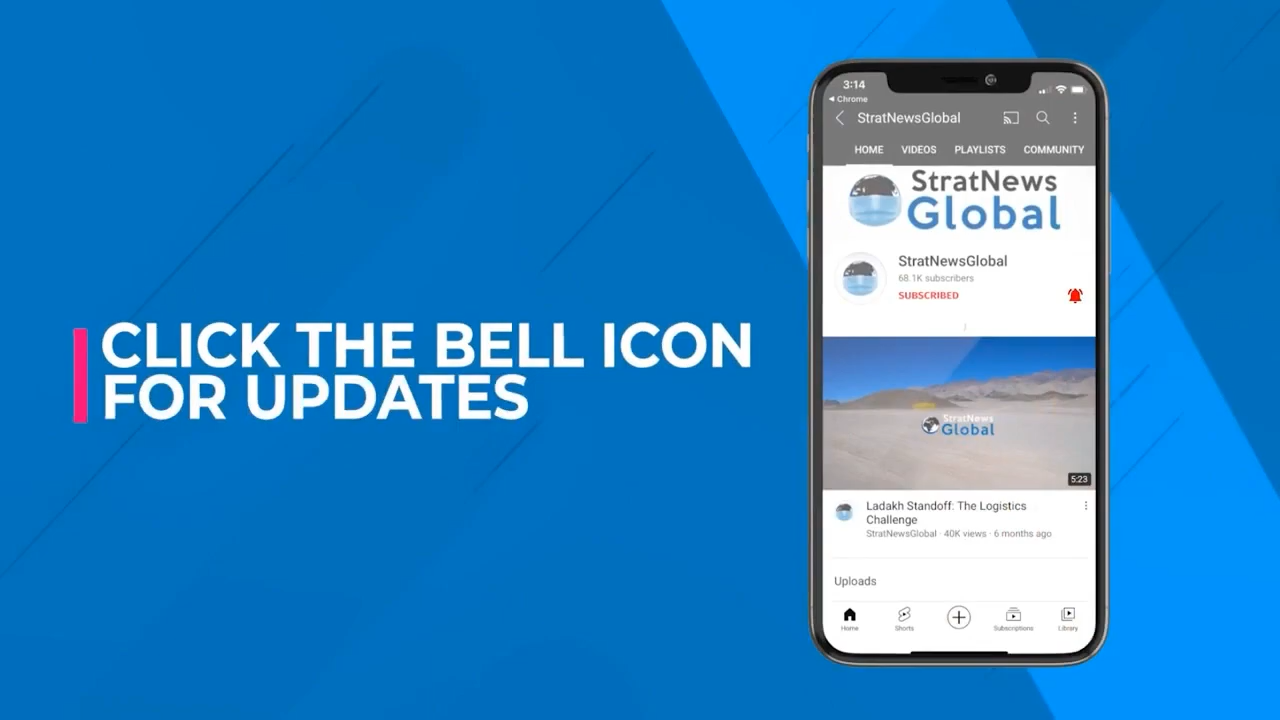 CLICK THE BELL ICON
FOR UPDATES
3:14
Chrome
StratNewsGlobal
HOME VIDEOS PLAYLISTS COMMUNITY
StratNews
Global
StratNewsGlobal
68.1K subscribers
SUBSCRIBED
StratNews
Global
5:23
Ladakh Standoff: The Logistics
Challenge
StratNewsGlobal · 40K views · 6 months ago
Uploads
Home Shorts Subscriptions Library